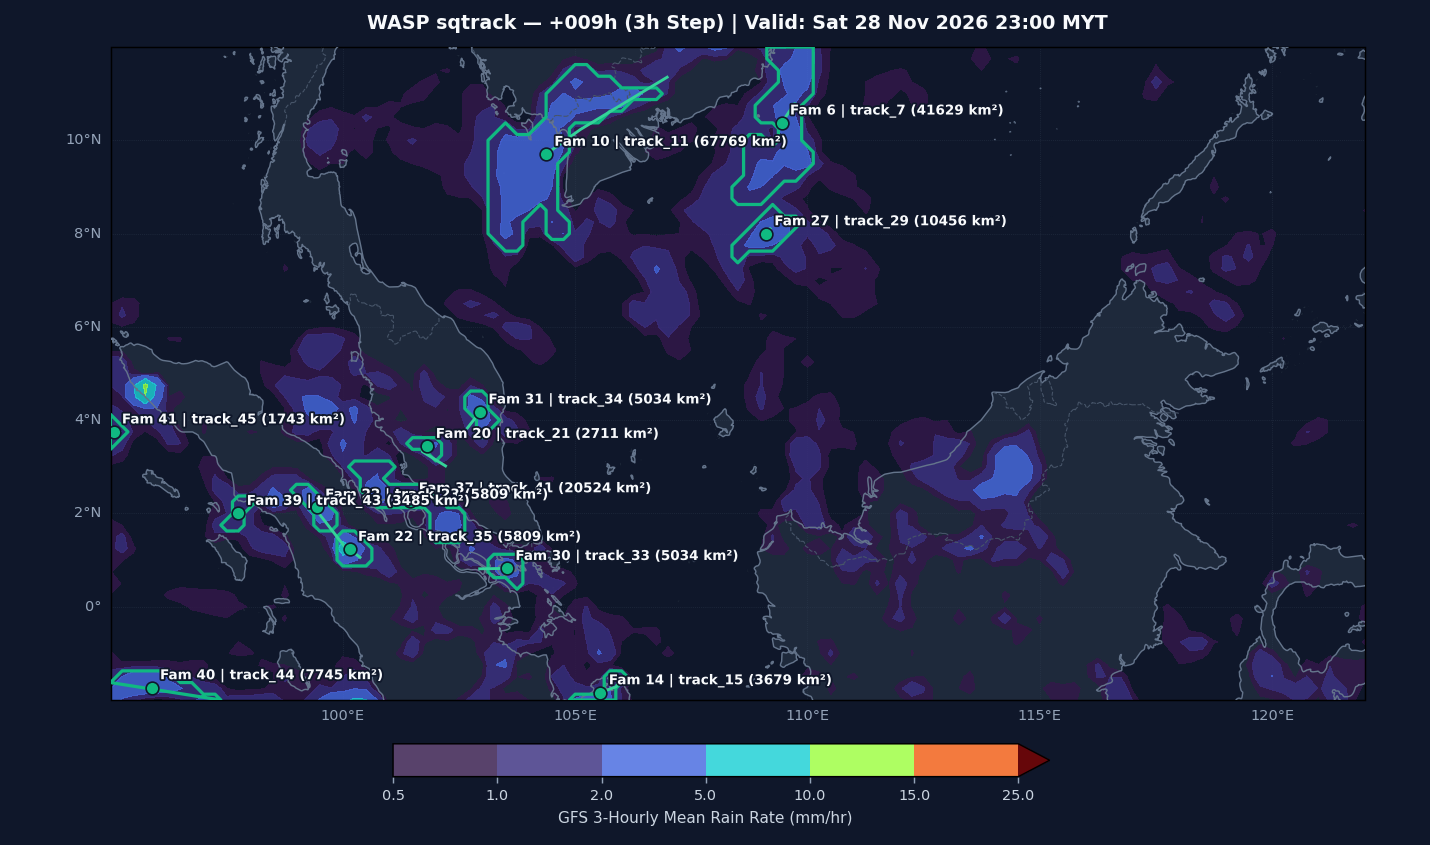 WASP sqtrack — +009h (3h Step) | Valid: Sat 28 Nov 2026 23:00 MYT
Fam 6 | track_7 (41629 km²)
10°N
Fam 10 | track_11 (67769 km²)
Fam 27 | track_29 (10456 km²)
8°N
6°N
Fam 31 | track_34 (5034 km²)
4°N
Fam 41 | track_45 (1743 km²)
Fam 20 | track_21 (2711 km²)
Fam 37 | track_41 (20524 km²)
(5809 km²)
Fam 39 | track_43 (3485 km²)
2°N
Fam 22 | track_35 (5809 km²)
Fam 30 | track_33 (5034 km²)
0°
Fam 40 | track_44 (7745 km²)
Fam 14 | track_15 (3679 km²)
100°E 105°E 110°E 115°E 120°E
0.5 1.0 2.0 5.0 10.0 15.0 25.0
GFS 3-Hourly Mean Rain Rate (mm/hr)